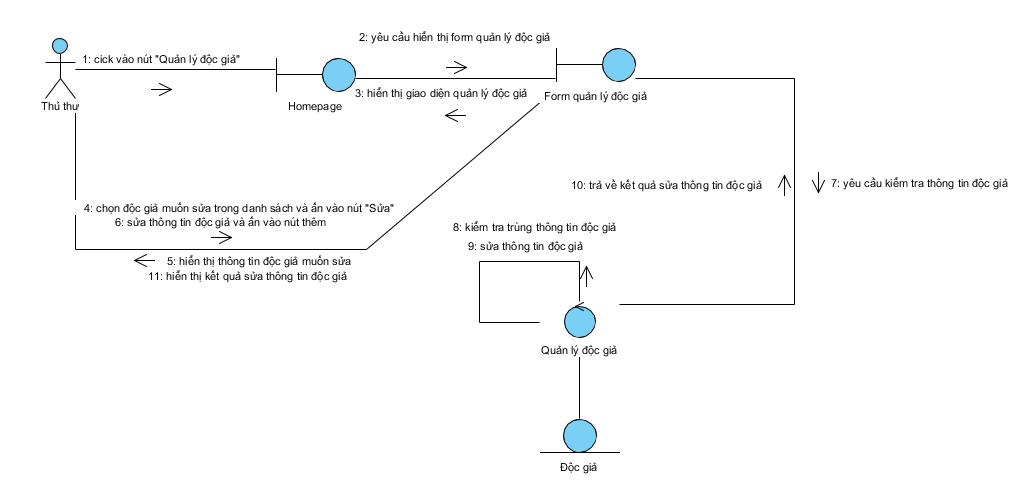 2: yêu cầu hiển thị form quản lý độc giả
1: cick vào nút "Quản lý độc giả"
3: hiển thị giao diện quản lý độc giả
Form quản lý độc giả
Thủ thư
Homepage
10: trả về kết quả sửa thông tin độc giả
7: yêu cầu kiểm tra thông tin độc giả
4: chọn độc giả muốn sửa trong danh sách và ấn vào nút "Sửa"
6: sửa thông tin độc giả và ấn vào nút thêm
8: kiểm tra trùng thông tin độc giả
9: sửa thông tin độc giả
5: hiển thị thông tin độc giả muốn sửa
11: hiển thị kết quả sửa thông tin độc giả
Quản lý độc giả
Độc giả